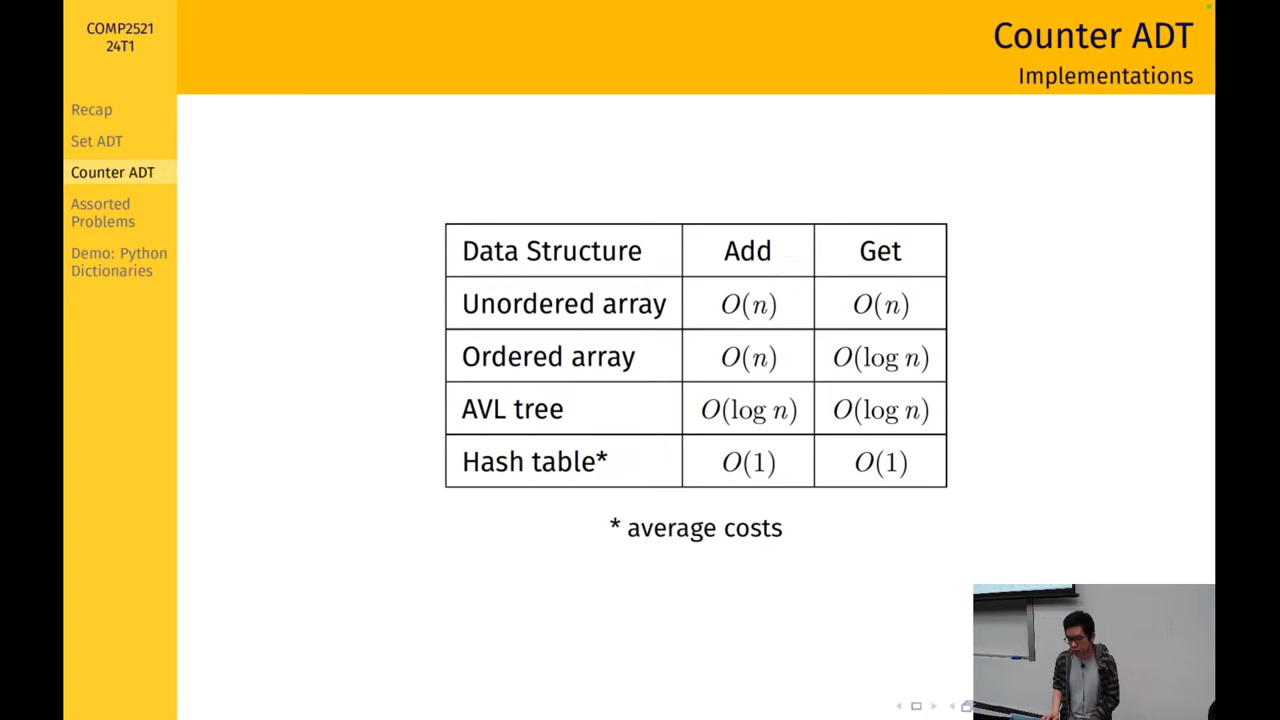 COMP2521
24T1
Counter ADT
Implementations
Recap
Set ADT
Counter ADT
Assorted
Problems
Demo: Python
Dictionaries
Data Structure Add Get
Unordered array O(n) O(n)
Ordered array O(n) O(log n)
AVL tree O(log n) O(log n)
Hash table* O(1) O(1)
* average costs